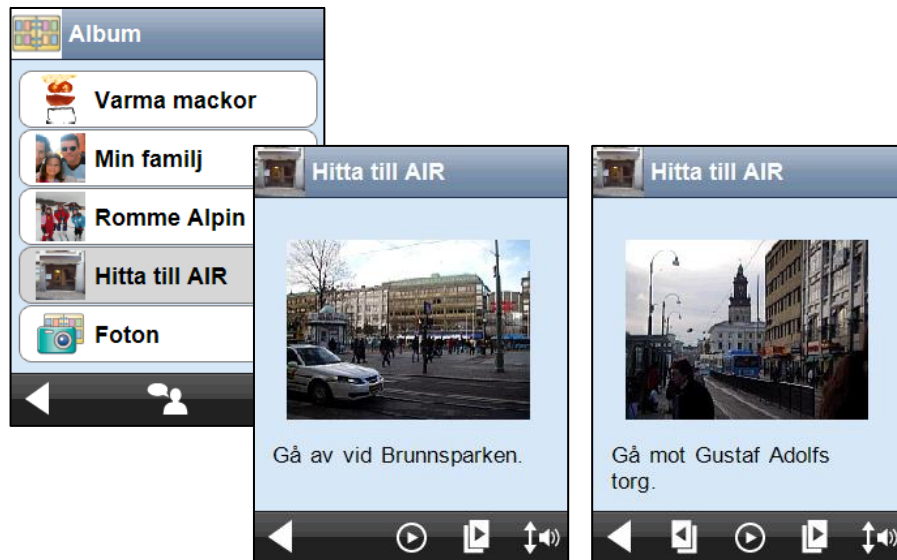 Album
Varma mackor
Min familj
Romme Alpin
Hitta till AIR
Foton
Hitta till AIR
Gå av vid Brunnsparken.
Hitta till AIR
Gå mot Gustaf Adolfs
torg.